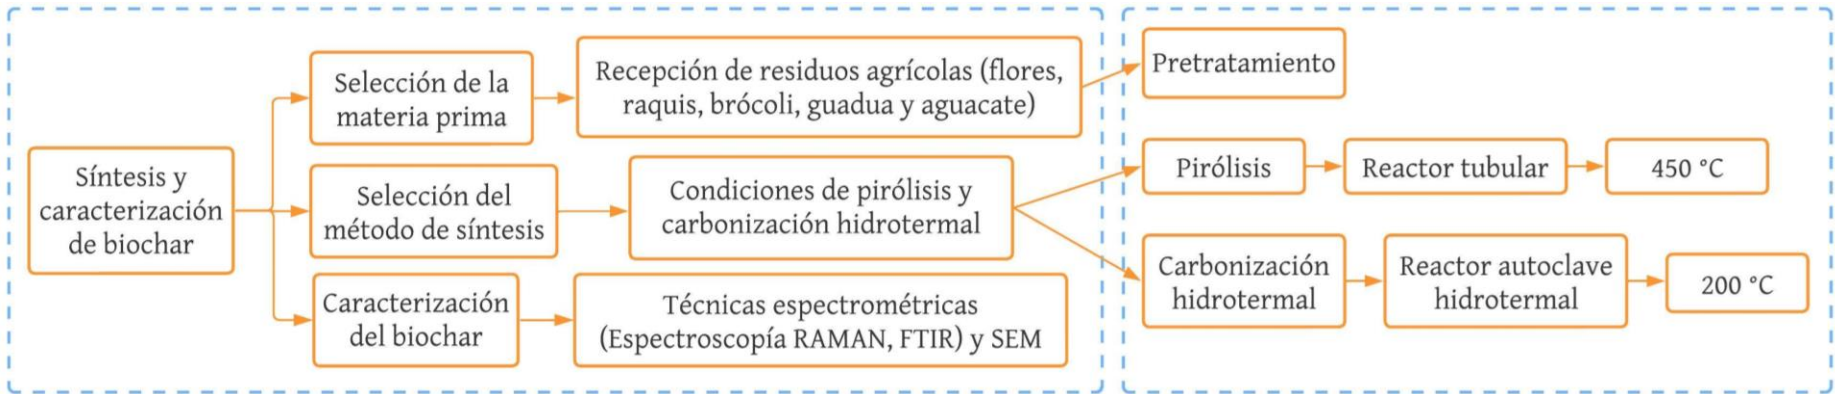 Síntesis y
caracterización
de biochar
Selección de la
materia prima
Recepción de residuos agrícolas (flores,
raquis, brócoli, guadua y aguacate)
Pretratamiento
Selección del
método de síntesis
Condiciones de pirólisis y
carbonización hidrotermal
Pirólisis
Reactor tubular
450 °C
Carbonización
hidrotermal
Reactor autoclave
hidrotermal
200 °C
Caracterización
del biochar
Técnicas espectrométricas
(Espectroscopía RAMAN, FTIR) y SEM